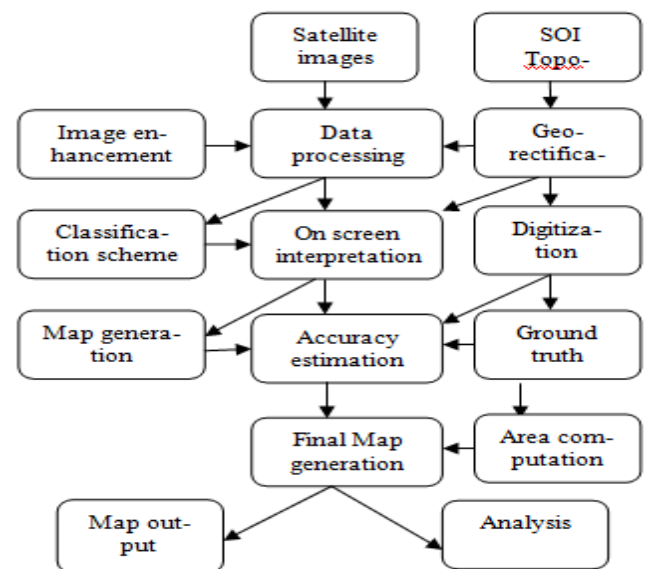 Satellite
images
SOI
Topo-
Image en-
hancement
Data
processing
Geo-
rectifica-
Classifica-
tion scheme
On screen
interpretation
Digitiza-
tion
Map genera-
tion
Accuracy
estimation
Ground
truth
Final Map
generation
Area com-
putation
Map out-
put
Analysis